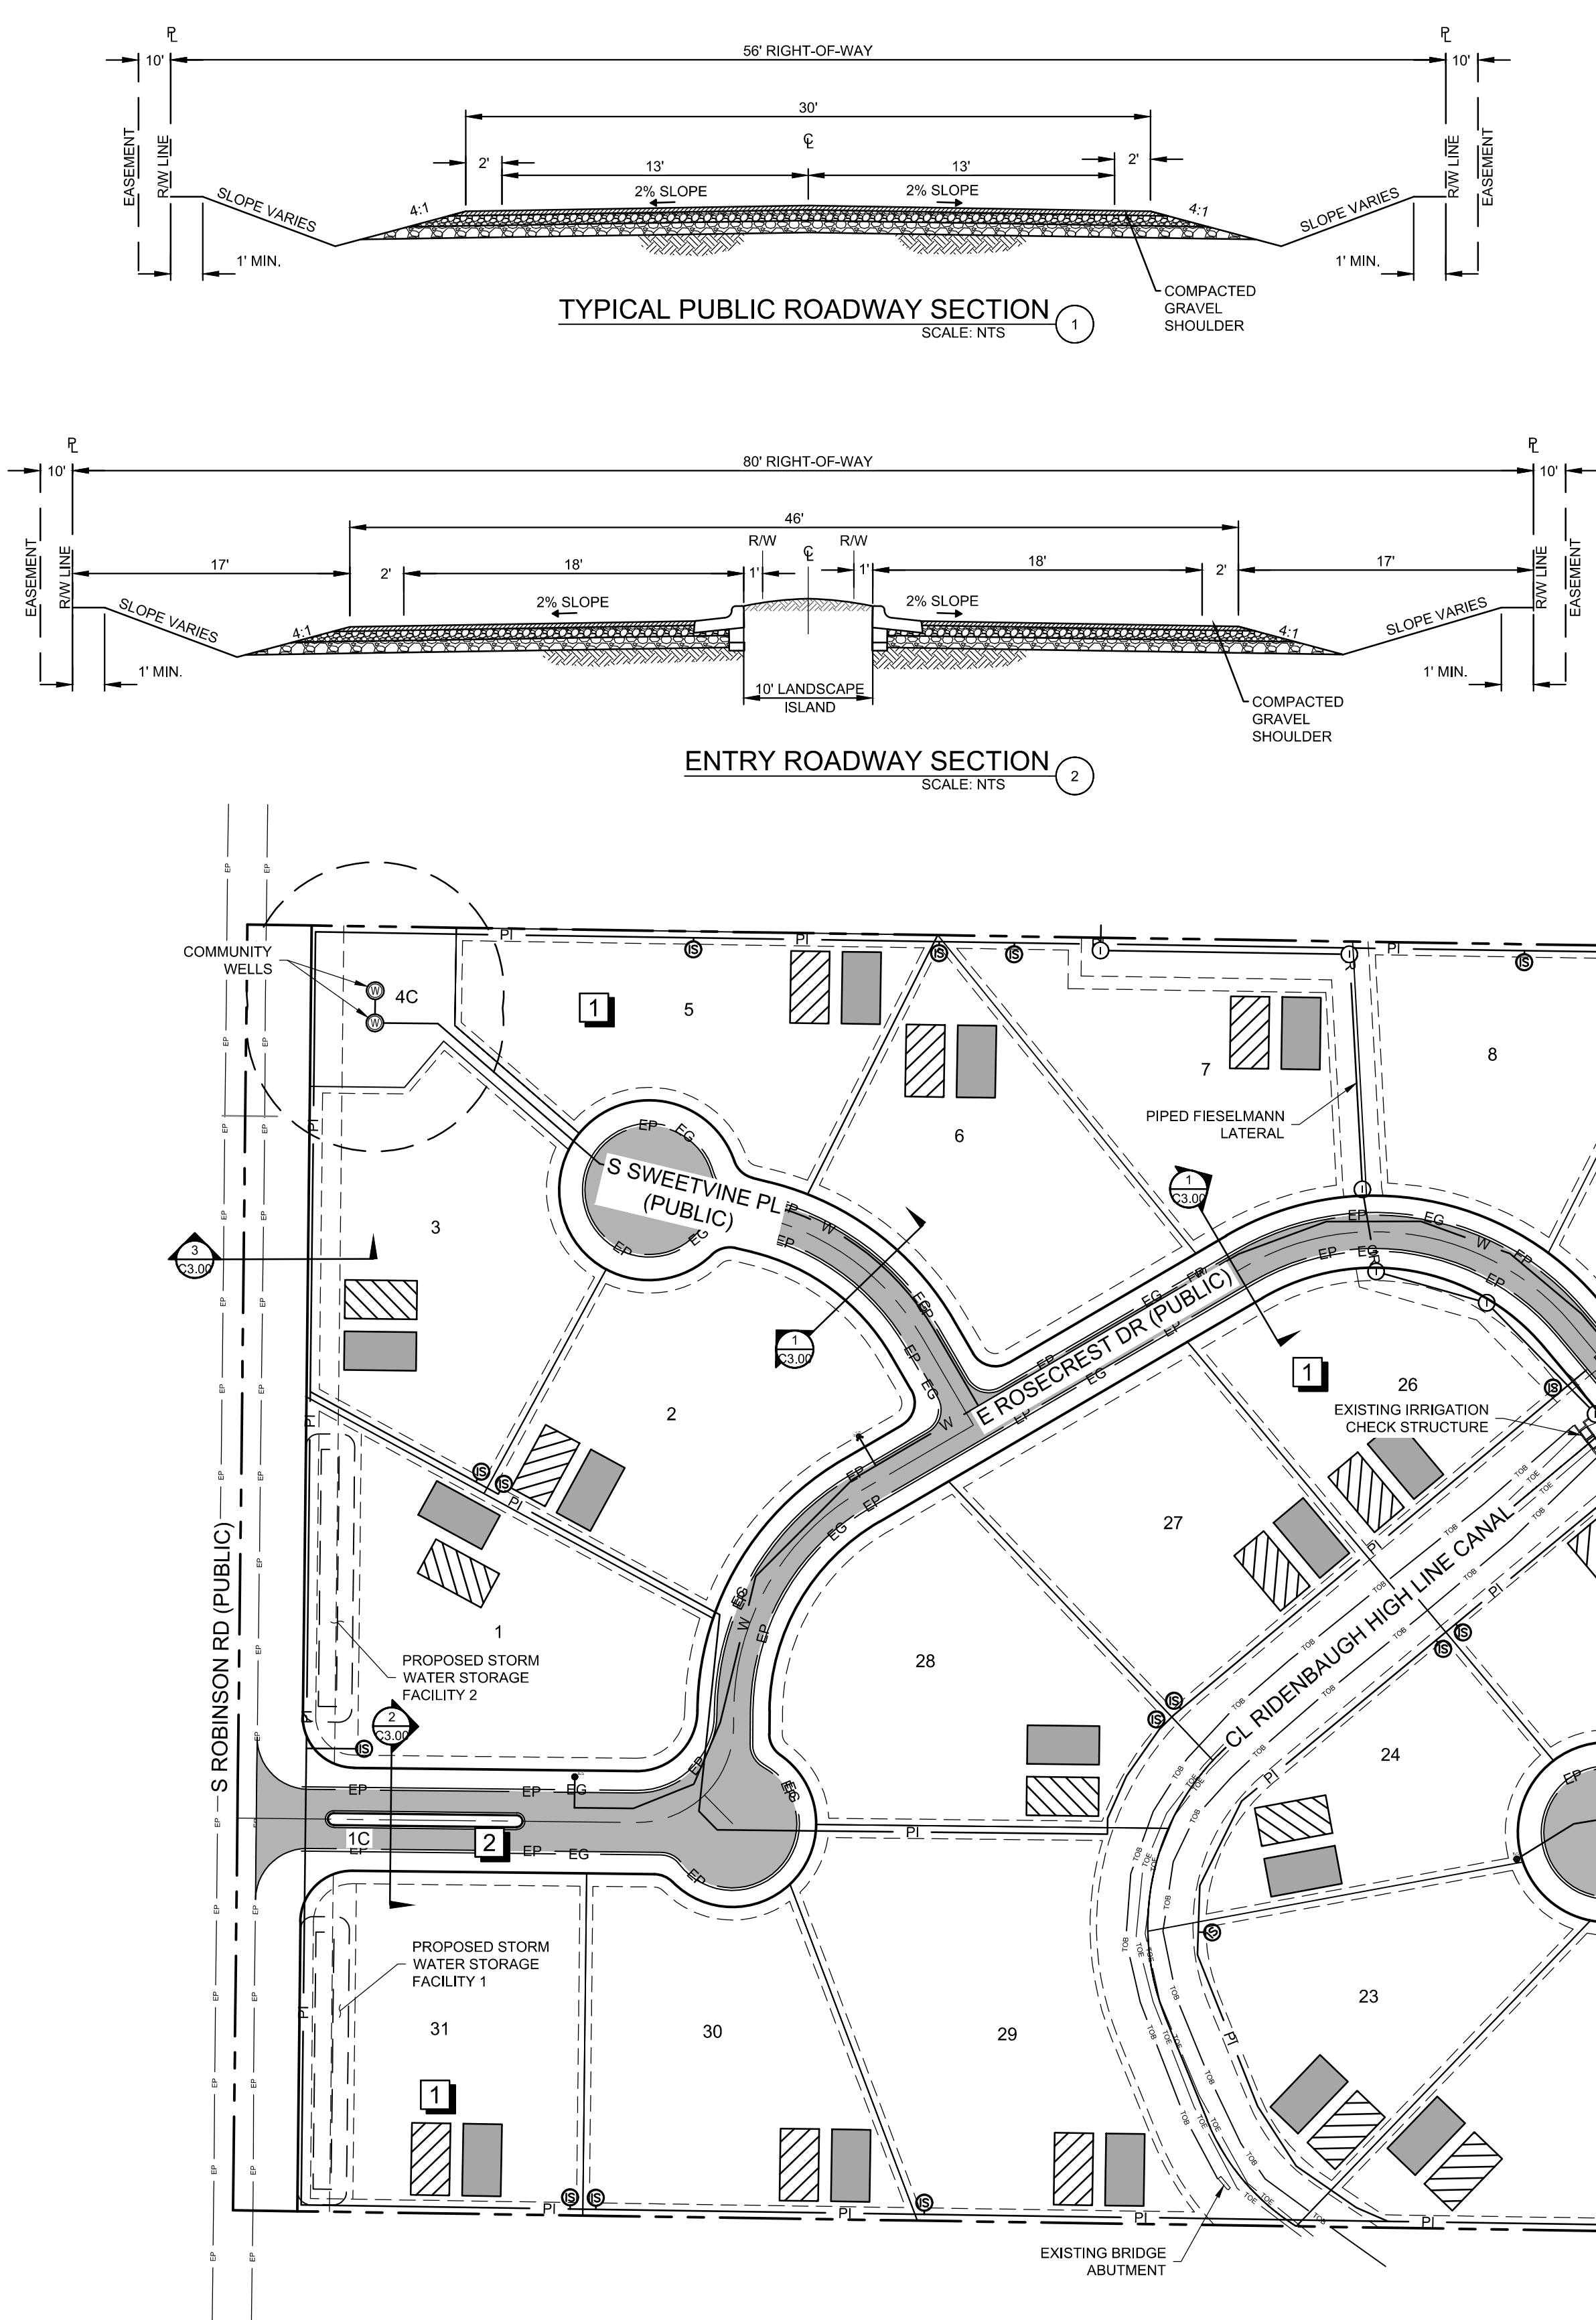 56' RIGHT-OF-WAY
10'
10'
30'
2'
13'
13'
2'
EASEMENT
R/W LINE
SLOPE VARIES
4:1
2% SLOPE
2% SLOPE
4:1
SLOPE VARIES
R/W LINE
EASEMENT
1' MIN.
1' MIN.
COMPACTED
GRAVEL
SHOULDER
TYPICAL PUBLIC ROADWAY SECTION
1
SCALE: NTS
80' RIGHT-OF-WAY
10'
10'
46'
R/W
R/W
17'
2'
18'
1'
1'
18'
2'
17'
EASEMENT
R/W LINE
SLOPE VARIES
4:1
2% SLOPE
2% SLOPE
4:1
SLOPE VARIES
R/W LINE
EASEMENT
1' MIN.
1' MIN.
10' LANDSCAPE
ISLAND
COMPACTED
GRAVEL
SHOULDER
ENTRY ROADWAY SECTION
2
SCALE: NTS
COMMUNITY
WELLS
W
W
4C
1
5
6
7
8
PIPED FIESELMANN
LATERAL
S SWEETVINE PL
(PUBLIC)
3
3
C3.00
1
C3.00
1
C3.00
E ROSECREST DR (PUBLIC)
1
26
EXISTING IRRIGATION
CHECK STRUCTURE
2
27
CL RIDENBAUGH HIGH LINE CANAL
S ROBINSON RD (PUBLIC)
1
PROPOSED STORM
WATER STORAGE
FACILITY 2
28
2
C3.00
24
1C
2
PROPOSED STORM
WATER STORAGE
FACILITY 1
31
30
29
23
1
EXISTING BRIDGE
ABUTMENT